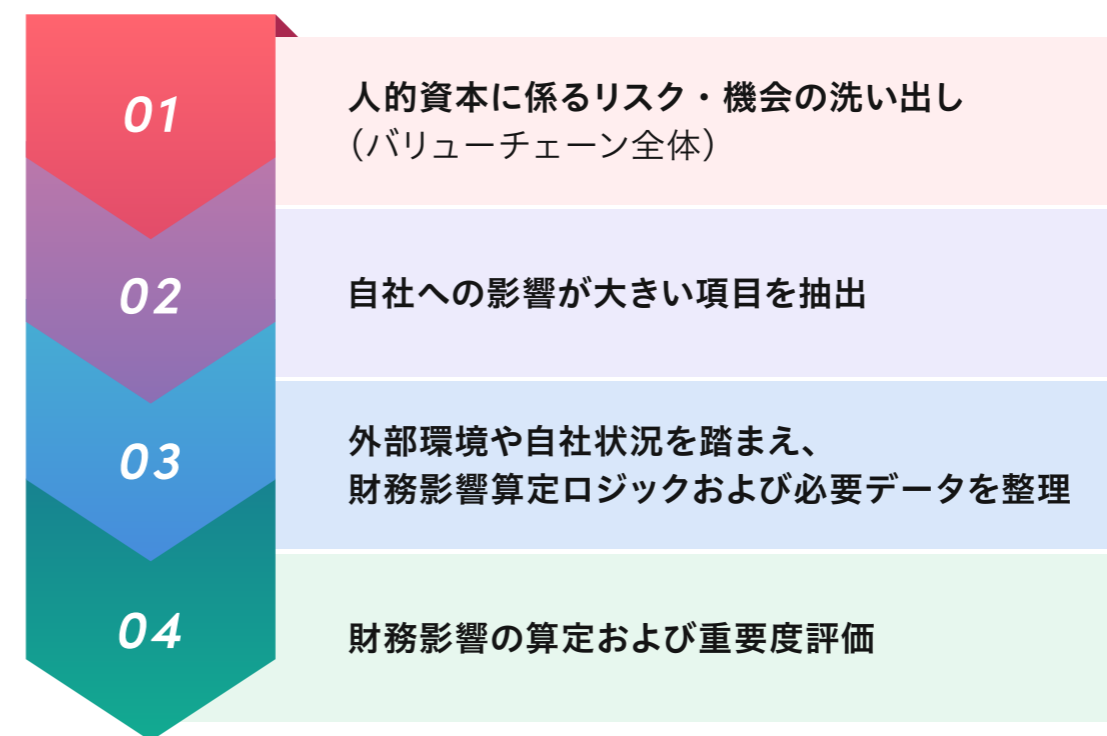 01
人的資本に係るリスク・機会の洗い出し
（バリューチェーン全体）
02
自社への影響が大きい項目を抽出
03
外部環境や自社状況を踏まえ、
財務影響算定ロジックおよび必要データを整理
04
財務影響の算定および重要度評価